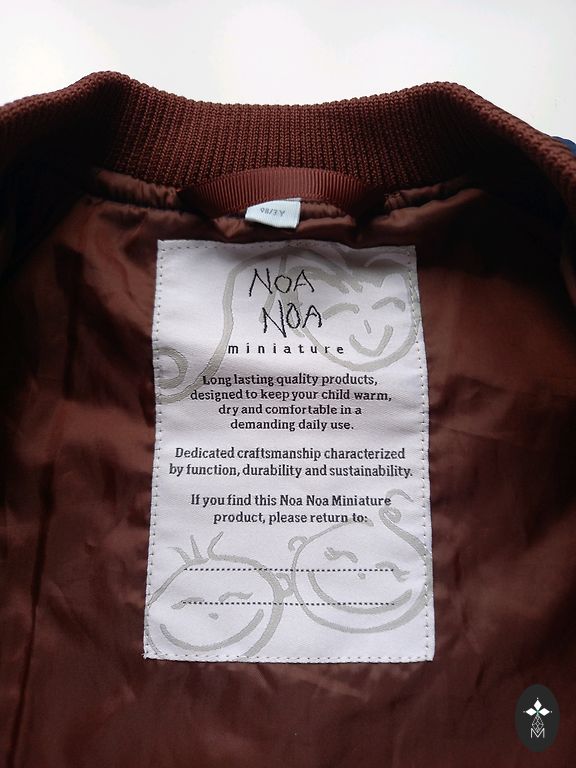 98/3Y
NOA
NOA
miniature
Long lasting quality products,
designed to keep your child warm,
dry and comfortable in a
demanding daily use.
Dedicated craftsmanship characterized
by function, durability and sustainability.
If you find this Noa Noa Miniature
product, please return to:
M